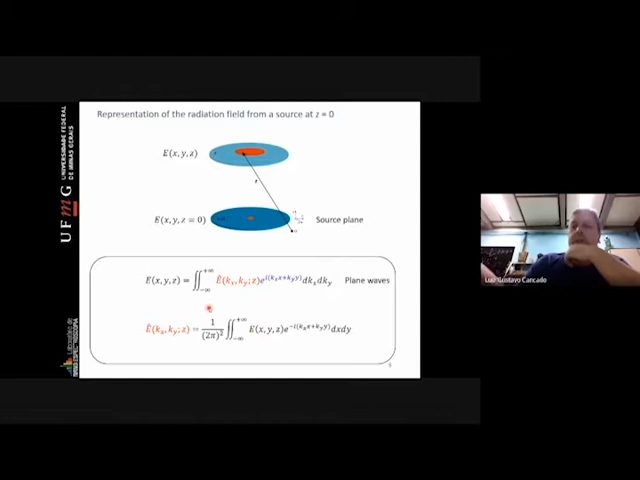 Representation of the radiation field from a source at z = 0
E(x, y, z)
E(x, y, z = 0)
Source plane
E(x, y, z) = ∬₋∞⁺∞ Ê(kₓ, k_y; z)e^{i(kₓx+k_yy)}dkₓdk_y
Plane waves
Ê(kₓ, k_y; z) = 1/(2π)² ∬₋∞⁺∞ E(x, y, z)e^{−i(kₓx+k_yy)}dxdy
UFmG
UNIVERSIDADE FEDERAL
DE MINAS GERAIS
Luiz Gustavo Cancado